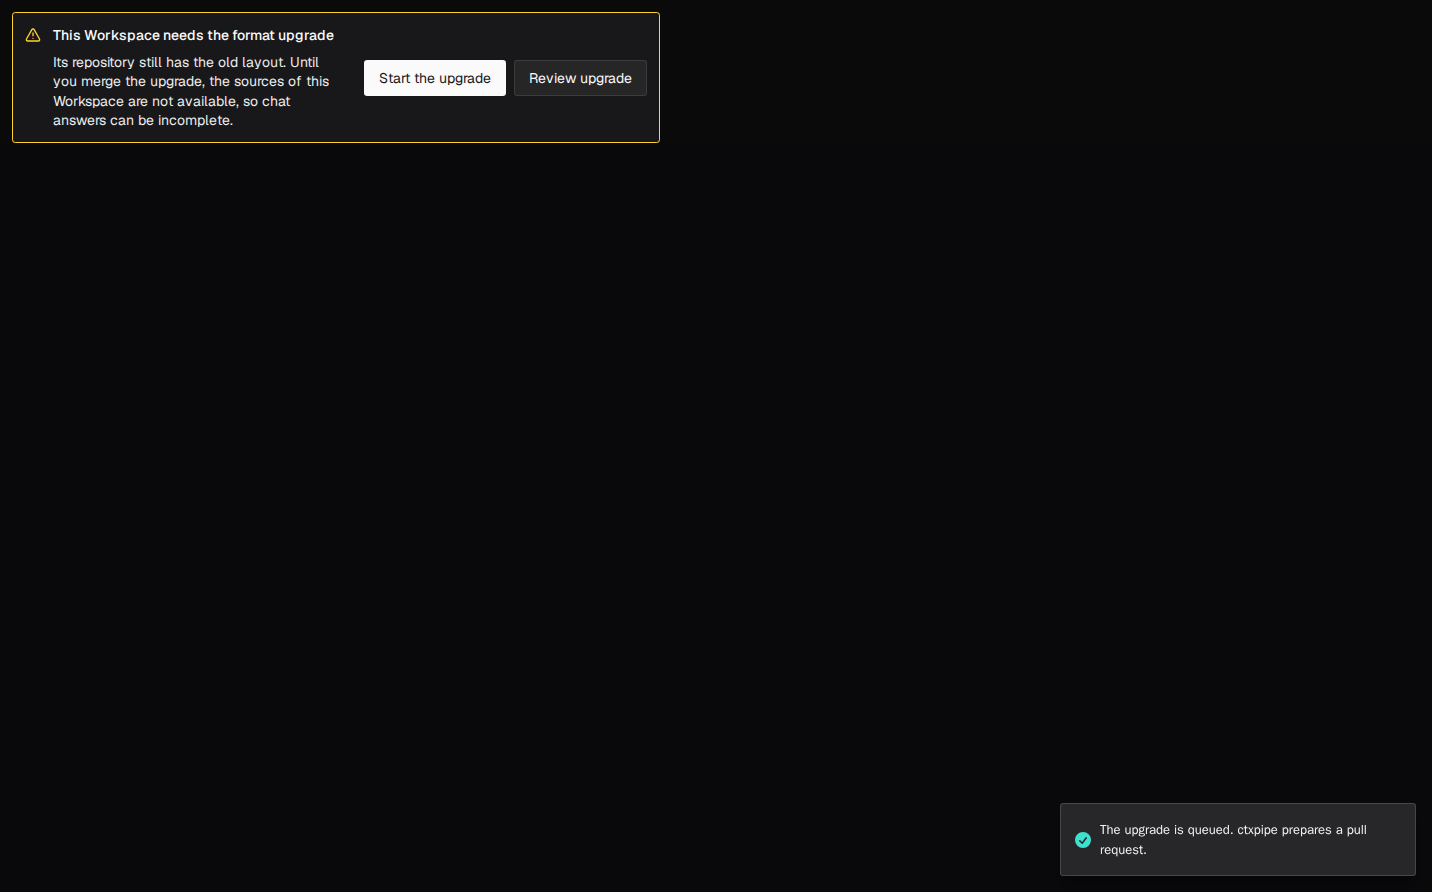 This Workspace needs the format upgrade
Its repository still has the old layout. Until
you merge the upgrade, the sources of this
Workspace are not available, so chat
answers can be incomplete.
Start the upgrade
Review upgrade
The upgrade is queued. ctxpipe prepares a pull
request.